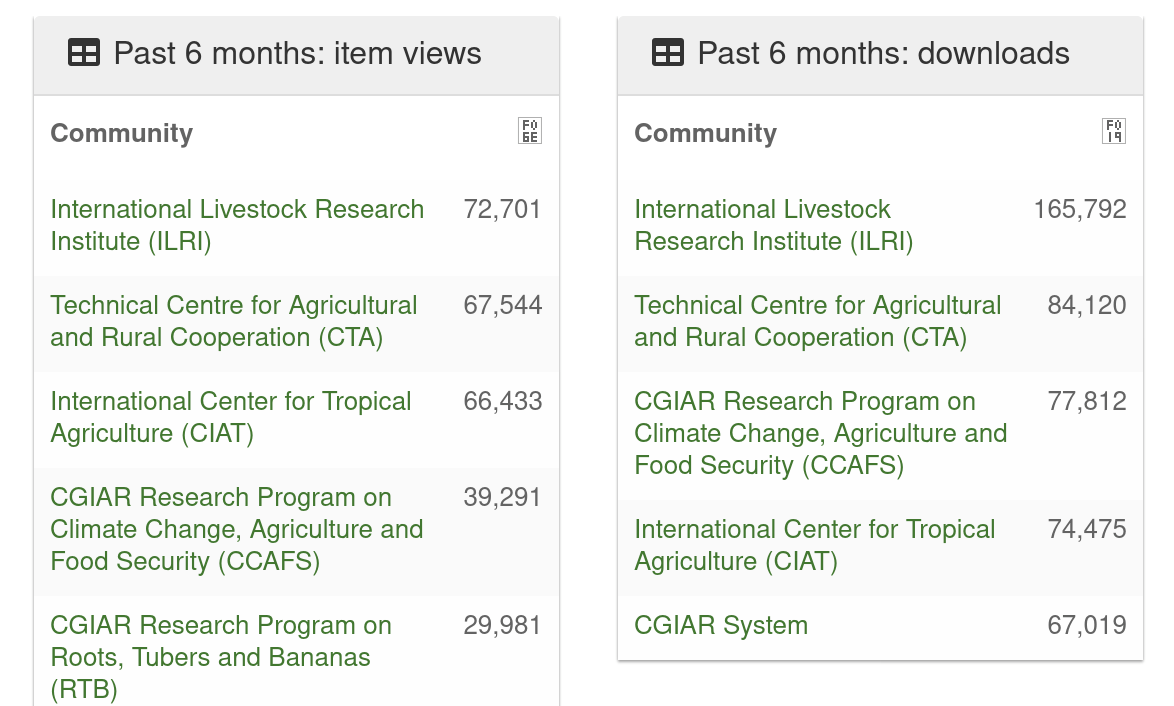 Past 6 months: item views
Community
International Livestock Research 72,701
Institute (ILRI)
Technical Centre for Agricultural 67,544
and Rural Cooperation (CTA)
International Center for Tropical 66,433
Agriculture (CIAT)
CGIAR Research Program on 39,291
Climate Change, Agriculture and
Food Security (CCAFS)
CGIAR Research Program on 29,981
Roots, Tubers and Bananas
(RTB)
Past 6 months: downloads
Community
International Livestock 165,792
Research Institute (ILRI)
Technical Centre for Agricultural 84,120
and Rural Cooperation (CTA)
CGIAR Research Program on 77,812
Climate Change, Agriculture and
Food Security (CCAFS)
International Center for Tropical 74,475
Agriculture (CIAT)
CGIAR System 67,019